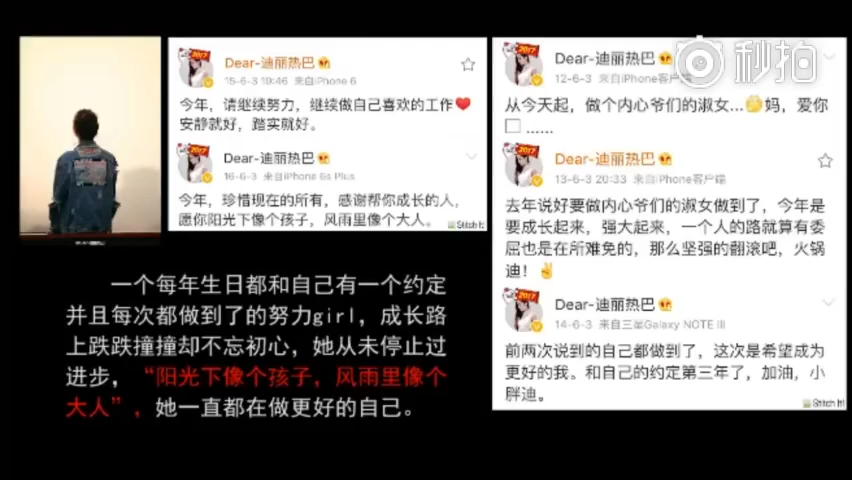 Dear-迪丽热巴
15-6-3 19:46 来自iPhone 6
今年，请继续努力，继续做自己喜欢的工作❤️
安静就好，踏实就好。
Dear-迪丽热巴
16-6-3 来自iPhone 6s Plus
今年，珍惜现在的所有，感谢帮你成长的人，
愿你阳光下像个孩子，风雨里像个大人。
Stitch It!
一个每年生日都和自己有一个约定
并且每次都做到了的努力girl，成长路
上跌跌撞撞却不忘初心，她从未停止过
进步，“阳光下像个孩子，风雨里像个
大人”，她一直都在做更好的自己。
秒拍
Dear-迪丽热巴
12-6-3 来自iPhone客户端
从今天起，做个内心爷们的淑女...妈，爱你
□ ......
Dear-迪丽热巴
13-6-3 20:33 来自iPhone客户端
去年说好要做内心爷们的淑女做到了，今年是
要成长起来，强大起来，一个人的路就算有委
屈也是在所难免的，那么坚强的翻滚吧，火锅
迪！✌️
Dear-迪丽热巴
14-6-3 来自三星Galaxy NOTE III
前两次说到的自己都做到了，这次是希望成为
更好的我。和自己的约定第三年了，加油，小
胖迪。
Stitch It!